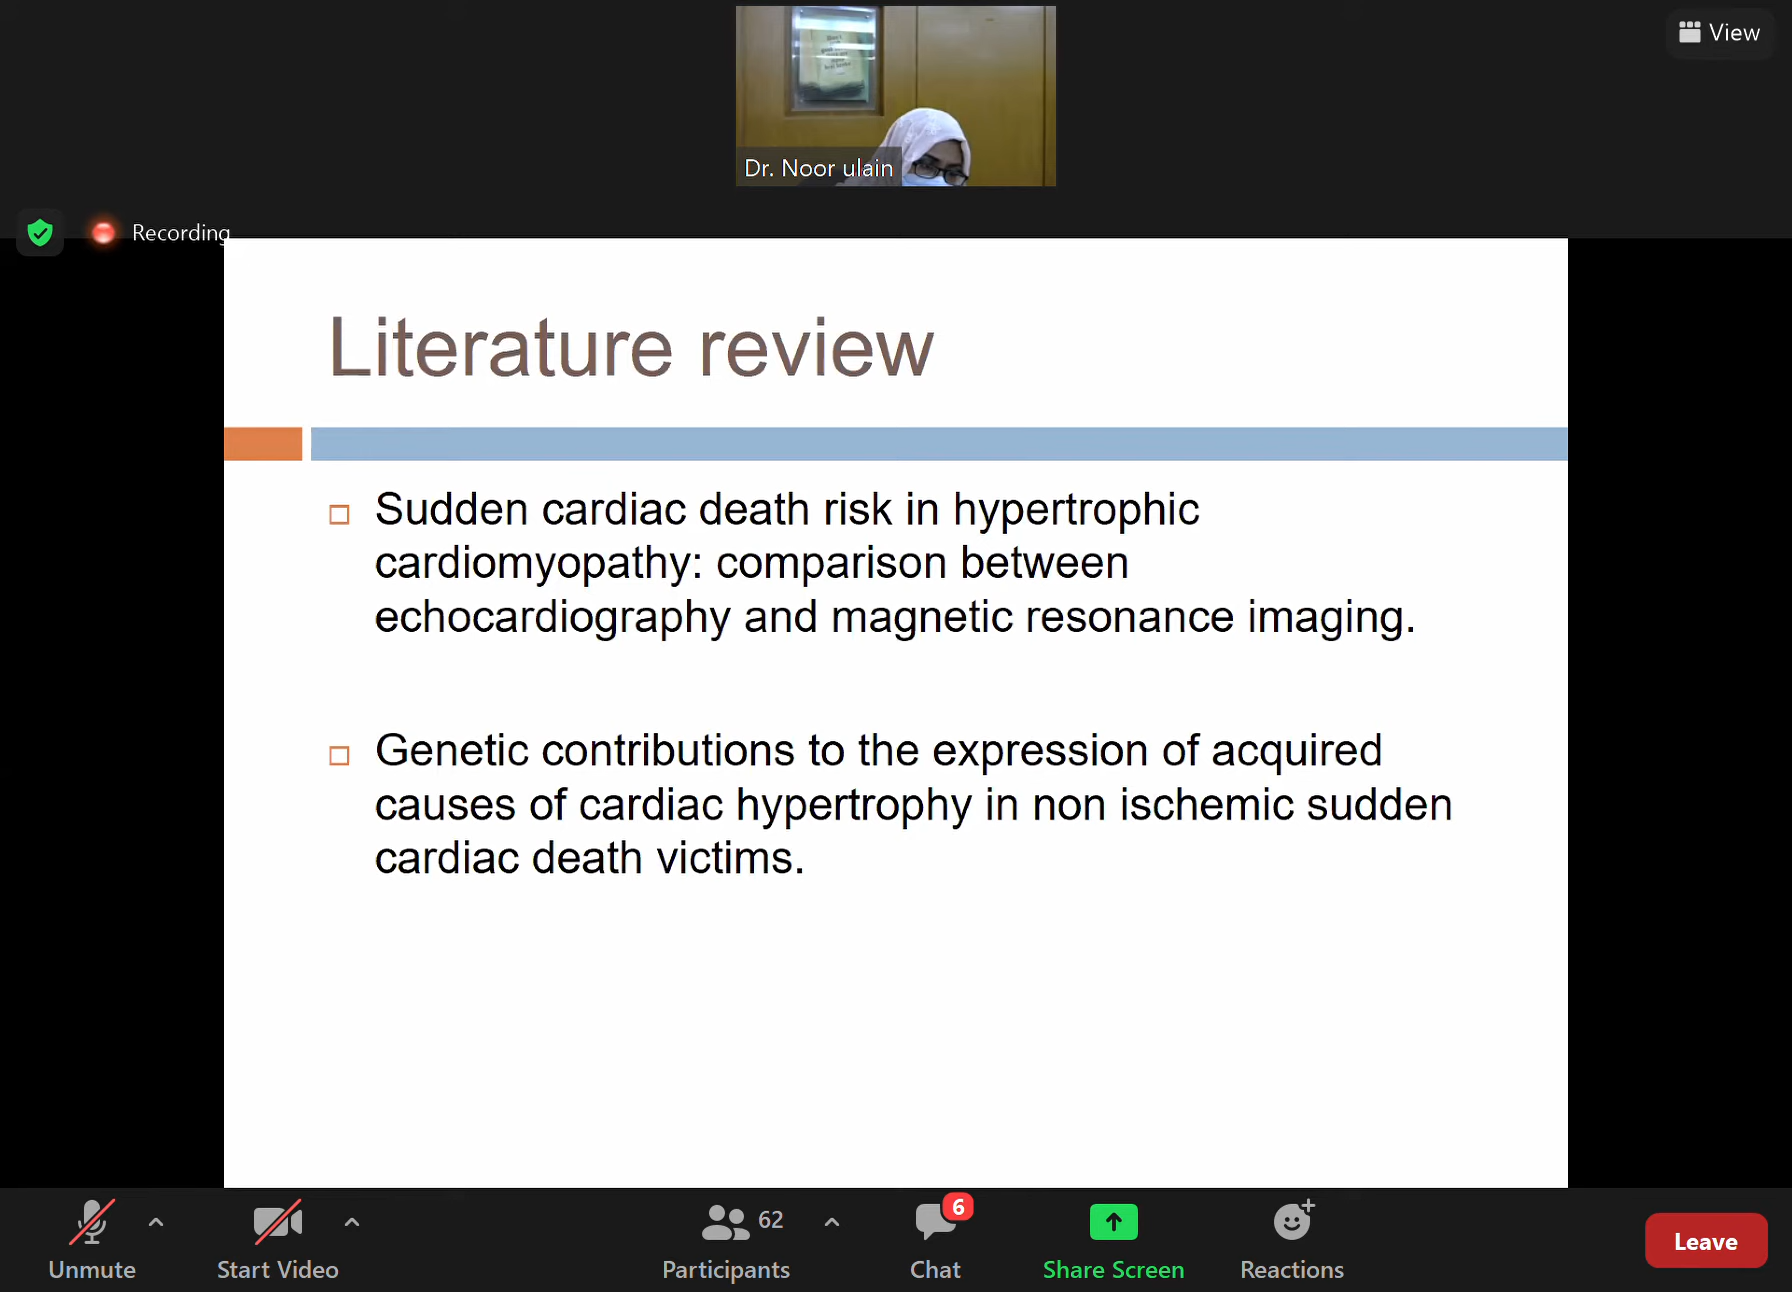 View
Dr. Noor ulain
Recording
Literature review
Sudden cardiac death risk in hypertrophic
cardiomyopathy: comparison between
echocardiography and magnetic resonance imaging.
Genetic contributions to the expression of acquired
causes of cardiac hypertrophy in non ischemic sudden
cardiac death victims.
62
6
Unmute
Start Video
Participants
Chat
Share Screen
Reactions
Leave